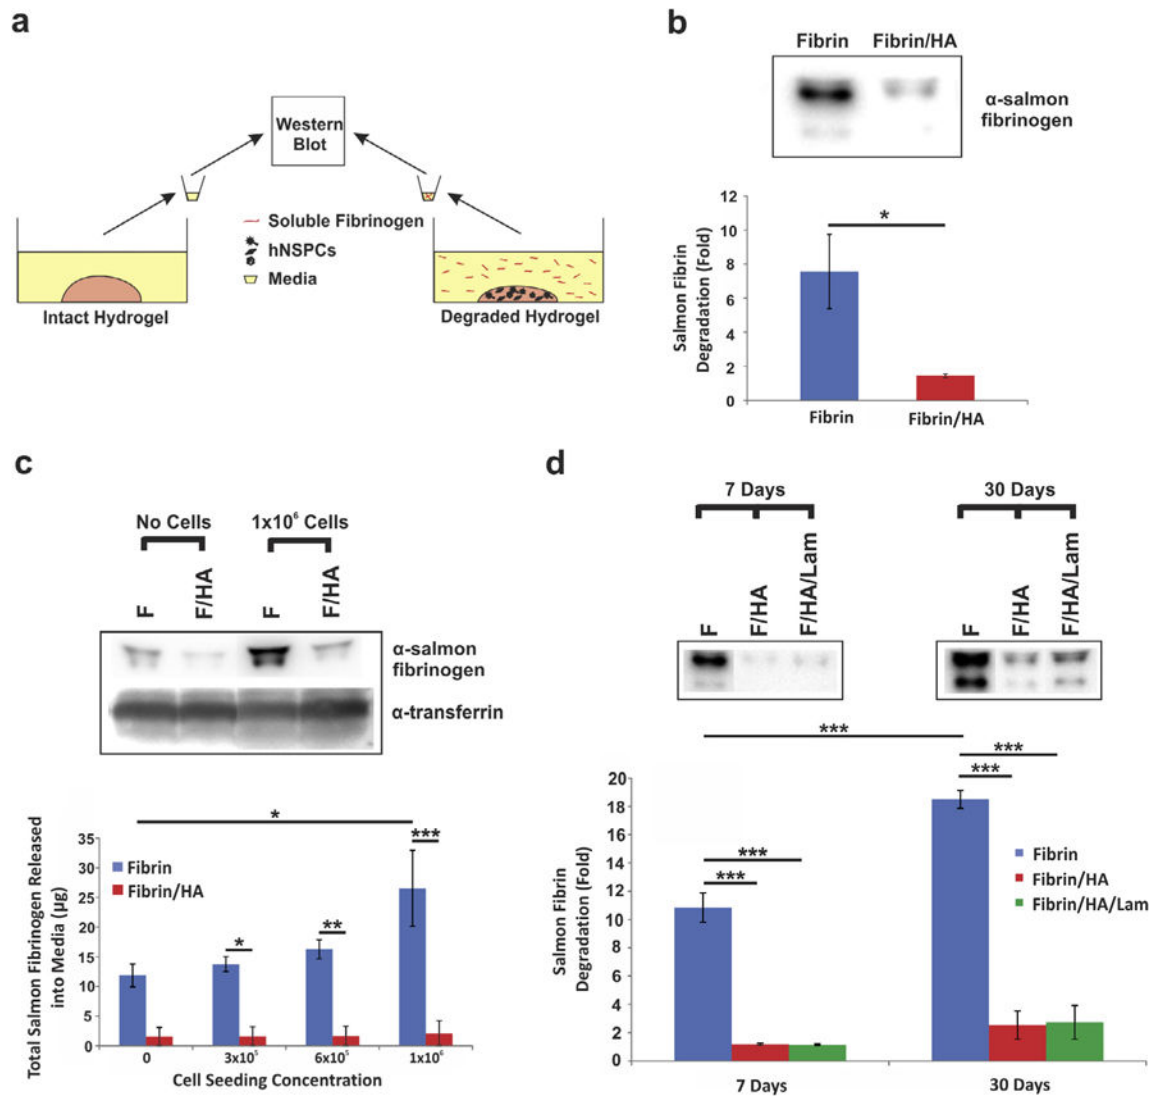 a
Western
Blot
Soluble Fibrinogen
hNSPCs
Media
Intact Hydrogel
Degraded Hydrogel
b
Fibrin Fibrin/HA
α-salmon
fibrinogen
Salmon Fibrin
Degradation (Fold)
12
10
8
6
4
2
0
*
Fibrin Fibrin/HA
c
No Cells 1x10⁶ Cells
F F/HA F F/HA
α-salmon
fibrinogen
α-transferrin
Total Salmon Fibrinogen Released
into Media (µg)
35
30
25
20
15
10
5
0
Fibrin
Fibrin/HA
*
*
**
***
0 3x10⁵ 6x10⁵ 1x10⁶
Cell Seeding Concentration
d
7 Days 30 Days
F F/HA F/HA/Lam F F/HA F/HA/Lam
***
***
***
***
***
Salmon Fibrin
Degradation (Fold)
20
18
16
14
12
10
8
6
4
2
0
Fibrin
Fibrin/HA
Fibrin/HA/Lam
7 Days 30 Days